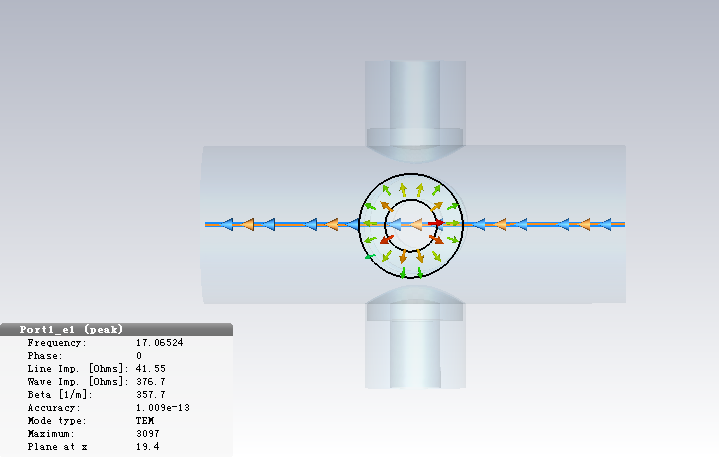 Port1_e1 (peak)
Frequency: 17.06524
Phase: 0
Line Imp. [Ohms]: 41.55
Wave Imp. [Ohms]: 376.7
Beta [1/m]: 357.7
Accuracy: 1.009e-13
Mode type: TEM
Maximum: 3097
Plane at x 19.4